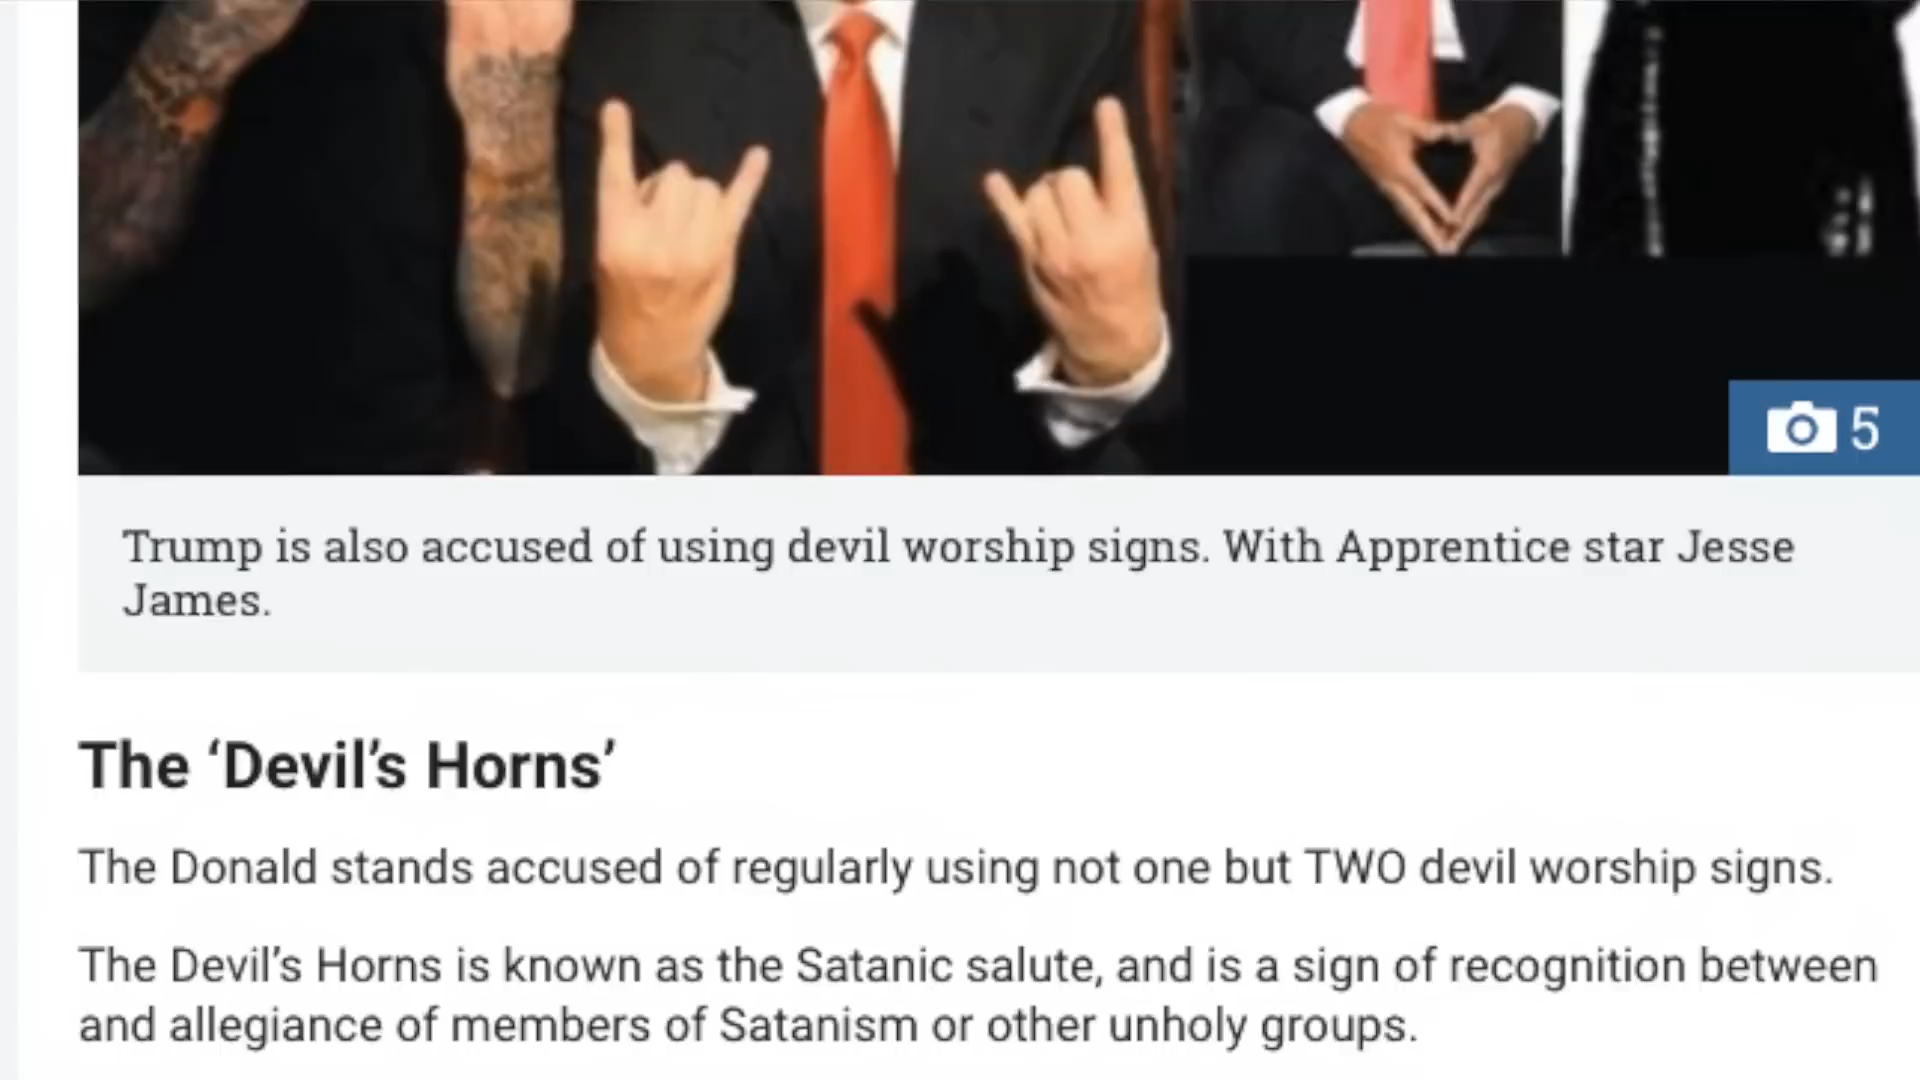 5
Trump is also accused of using devil worship signs. With Apprentice star Jesse
James.
The ‘Devil’s Horns’
The Donald stands accused of regularly using not one but TWO devil worship signs.
The Devil’s Horns is known as the Satanic salute, and is a sign of recognition between
and allegiance of members of Satanism or other unholy groups.